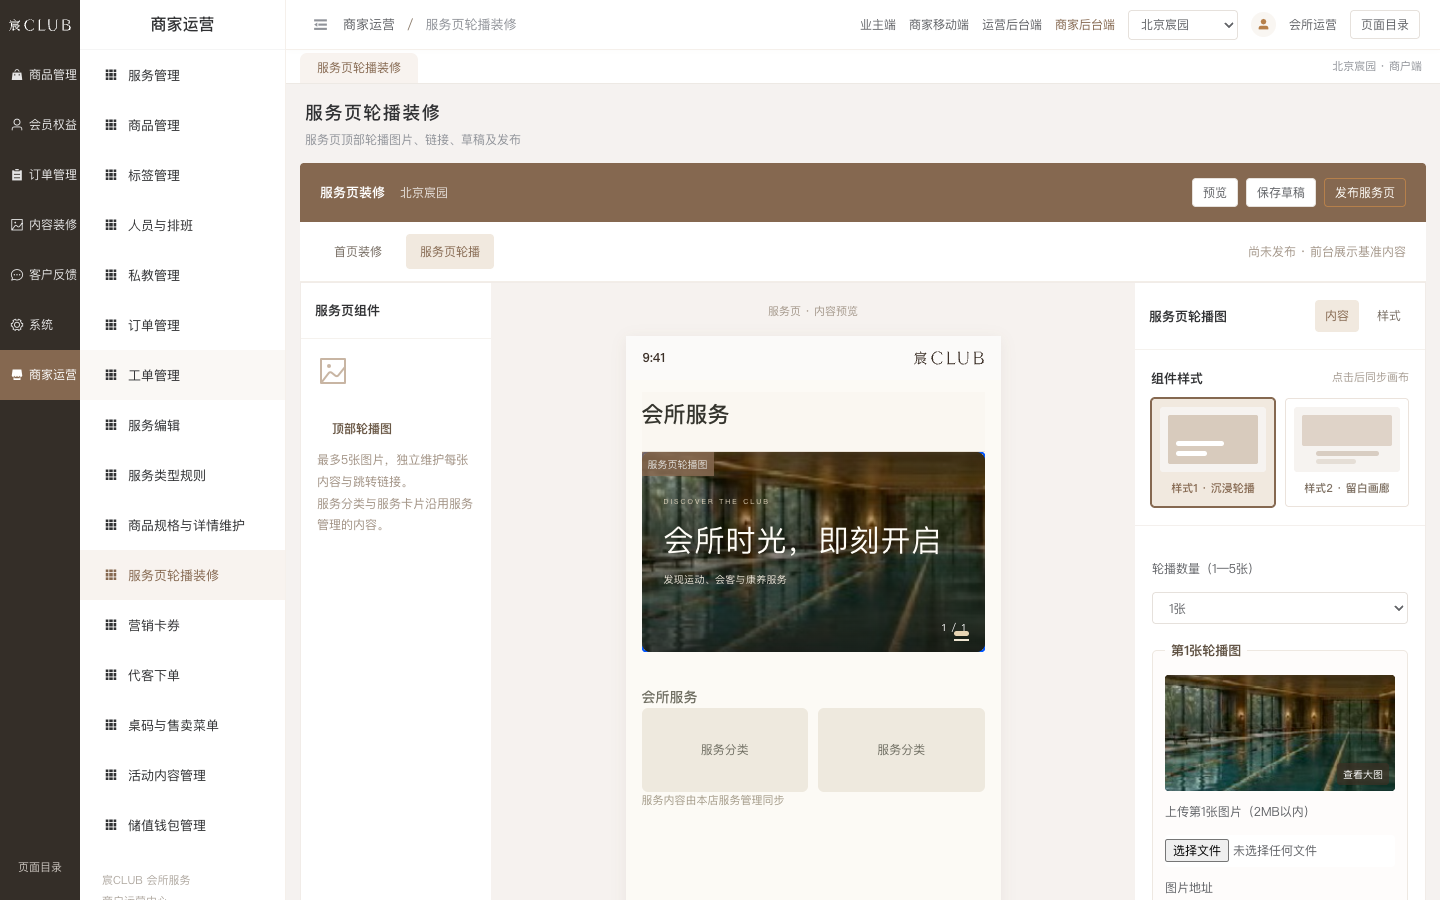 宸CLUB
商品管理
会员权益
订单管理
内容装修
客户反馈
系统
商家运营
页面目录
商家运营
服务管理
商品管理
标签管理
人员与排班
私教管理
订单管理
工单管理
服务编辑
服务类型规则
商品规格与详情维护
服务页轮播装修
营销卡券
代客下单
桌码与售卖菜单
活动内容管理
储值钱包管理
宸CLUB 会所服务
商家运营 / 服务页轮播装修
业主端 商家移动端 运营后台端 商家后台端 北京宸园 会所运营 页面目录
服务页轮播装修
北京宸园 · 商户端
服务页轮播装修
服务页顶部轮播图片、链接、草稿及发布
服务页装修 北京宸园
预览 保存草稿 发布服务页
首页装修 服务页轮播
尚未发布 · 前台展示基准内容
服务页组件
顶部轮播图
最多5张图片，独立维护每张
内容与跳转链接。
服务分类与服务卡片沿用服务
管理的内容。
服务页 · 内容预览
9:41 宸CLUB
会所服务
服务页轮播图
DISCOVER THE CLUB
会所时光，即刻开启
发现运动、会客与康养服务
1 / 1
会所服务
服务分类 服务分类
服务内容由本店服务管理同步
服务页轮播图 内容 样式
组件样式 点击后同步画布
样式1 · 沉浸轮播 样式2 · 留白画廊
轮播数量（1—5张）
1张
第1张轮播图
查看大图
上传第1张图片（2MB以内）
选择文件 未选择任何文件
图片地址